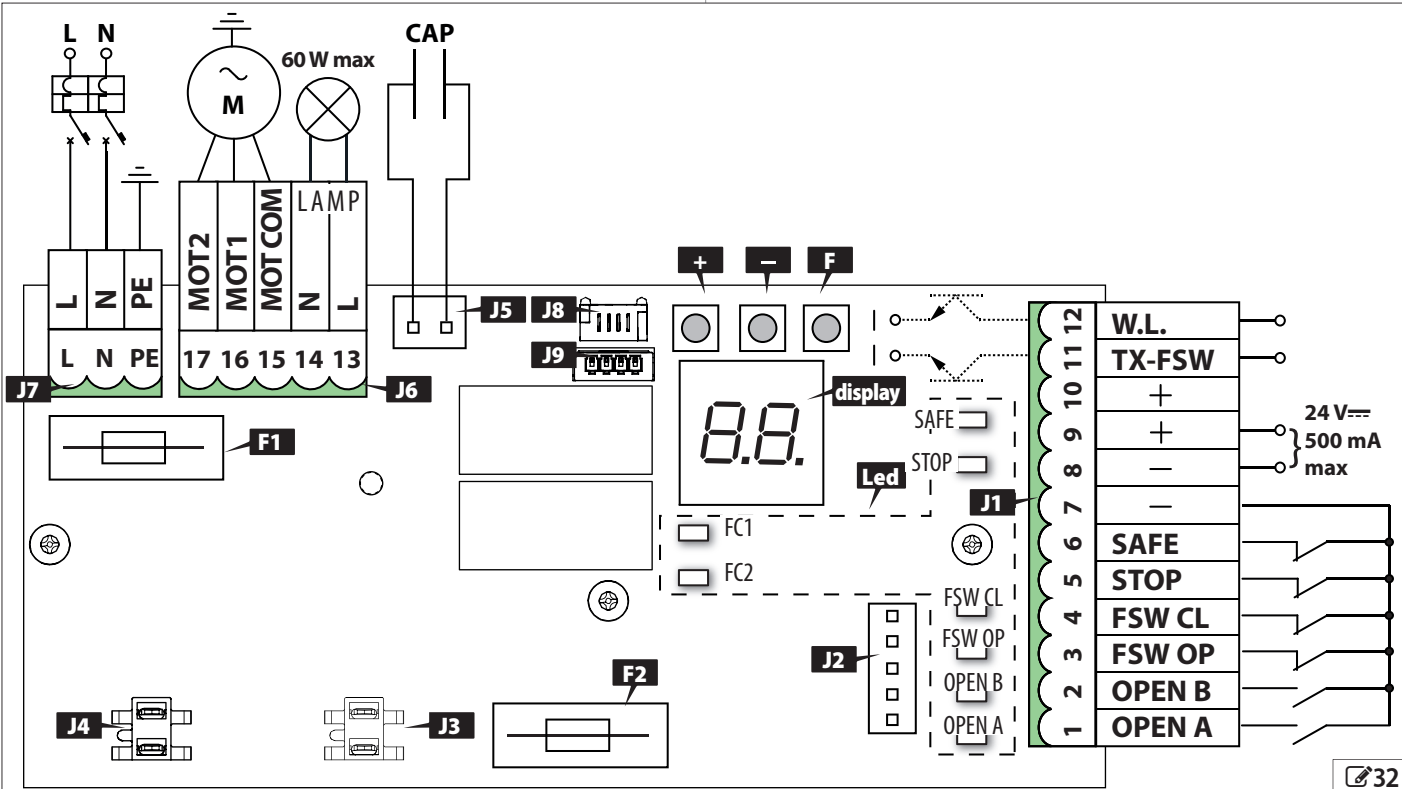 L N
CAP
60 W max
M
LAMP
MOT2
MOT1
MOT COM
N
L
L
N
PE
+
–
F
J5
J8
J9
L N PE
17 16 15 14 13
J7
J6
display
8.8.
F1
SAFE
STOP
Led
FC1
FC2
FSW CL
FSW OP
OPEN B
OPEN A
J2
F2
J4
J3
J1
12 W.L.
11 TX-FSW
10 +
9 +
8 –
7 –
6 SAFE
5 STOP
4 FSW CL
3 FSW OP
2 OPEN B
1 OPEN A
24 V
500 mA
max
32